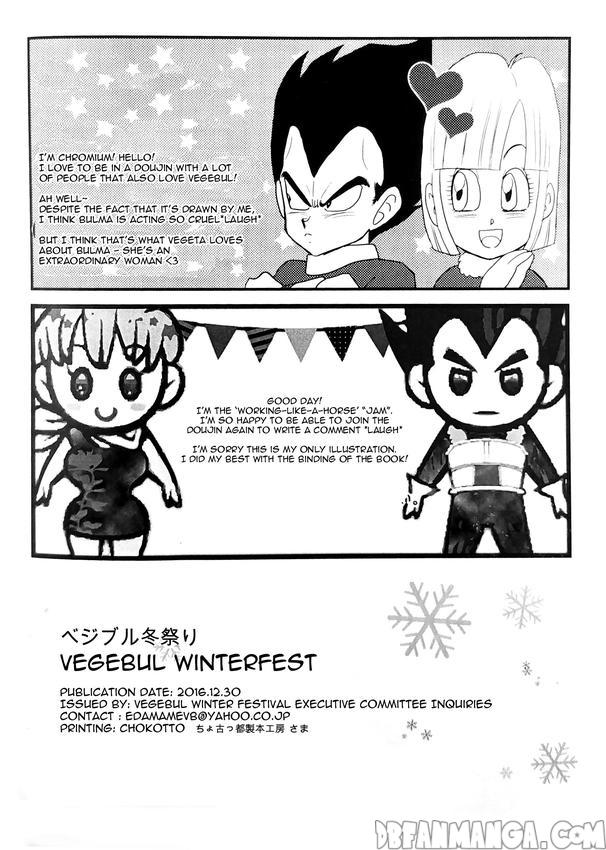 I'M CHROMIUM! HELLO!
I LOVE TO BE IN A DOUJIN WITH A LOT
OF PEOPLE THAT ALSO LOVE VEGEBUL!
AH WELL~
DESPITE THE FACT THAT IT'S DRAWN BY ME,
I THINK BULMA IS ACTING SO CRUEL*LAUGH*
BUT I THINK THAT'S WHAT VEGETA LOVES
ABOUT BULMA - SHE'S AN
EXTRAORDINARY WOMAN <3
GOOD DAY!
I'M THE 'WORKING-LIKE-A-HORSE' "JAM".
I'M SO HAPPY TO BE ABLE TO JOIN THE
DOUJIN AGAIN TO WRITE A COMMENT *LAUGH*
I'M SORRY THIS IS MY ONLY ILLUSTRATION.
I DID MY BEST WITH THE BINDING OF THE BOOK!
ベジブル冬祭り
VEGEBUL WINTERFEST
PUBLICATION DATE: 2016.12.30
ISSUED BY: VEGEBUL WINTER FESTIVAL EXECUTIVE COMMITTEE INQUIRIES
CONTACT : EDAMAMEVB@YAHOO.CO.JP
PRINTING: CHOKOTTO ちょ古っ都製本工房 さま
DBFANMANGA.COM